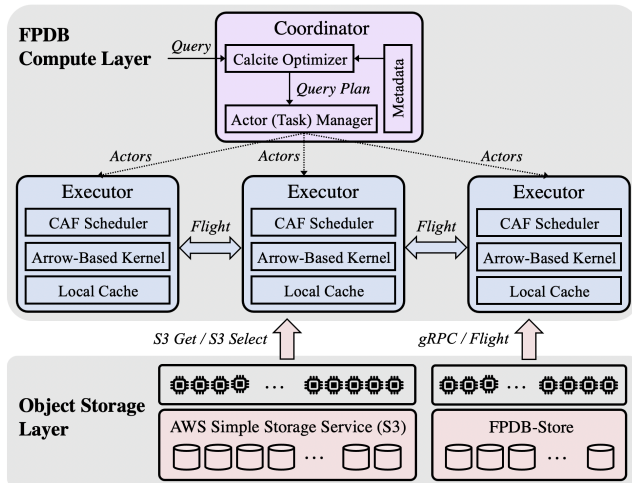 FPDB
Compute Layer
Coordinator
Query
Calcite Optimizer
Query Plan
Actor (Task) Manager
Metadata
Actors
Actors
Actors
Executor
CAF Scheduler
Arrow-Based Kernel
Local Cache
Flight
Executor
CAF Scheduler
Arrow-Based Kernel
Local Cache
Flight
Executor
CAF Scheduler
Arrow-Based Kernel
Local Cache
S3 Get / S3 Select
gRPC / Flight
Object Storage
Layer
...
AWS Simple Storage Service (S3)
...
...
FPDB-Store
...